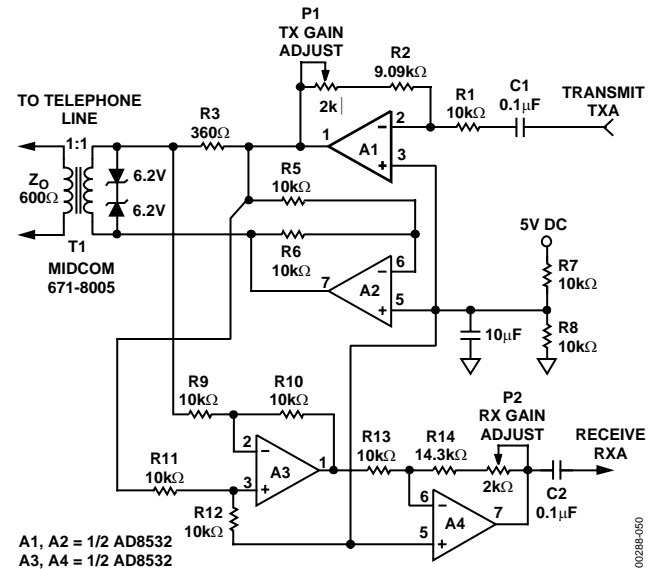 P1
TX GAIN
ADJUST
R2
9.09kΩ
2k
R1
10kΩ
C1
0.1µF
TRANSMIT
TXA
TO TELEPHONE
LINE
1:1
R3
360Ω
1
2
3
A1
ZO
600Ω
6.2V
6.2V
T1
MIDCOM
671-8005
R5
10kΩ
R6
10kΩ
6
7
5
A2
5V DC
R7
10kΩ
R8
10kΩ
10µF
R9
10kΩ
R10
10kΩ
R11
10kΩ
R12
10kΩ
2
3
1
A3
R13
10kΩ
R14
14.3kΩ
P2
RX GAIN
ADJUST
2kΩ
RECEIVE
RXA
C2
0.1µF
6
5
7
A4
A1, A2 = 1/2 AD8532
A3, A4 = 1/2 AD8532
00288-050